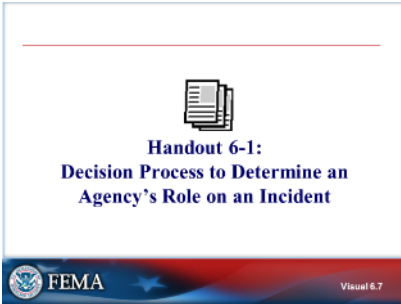 Handout 6-1:
Decision Process to Determine an
Agency's Role on an Incident
FEMA
Visual 6.7